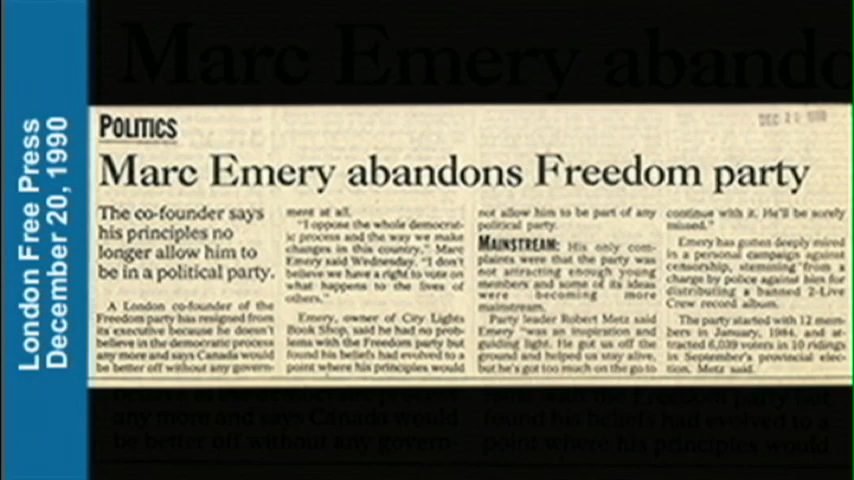 Marc Emery abando
London Free Press
December 20, 1990
POLITICS
DEC 20 1990
Marc Emery abandons Freedom party
The co-founder says
his principles no
longer allow him to
be in a political party.
A London co-founder of the
Freedom party has resigned from
its executive because he doesn't
believe in the democratic process
any more and says Canada would
be better off without any govern-
ment at all.
"I oppose the whole democrat-
ic process and the way we make
changes in this country," Marc
Emery said Wednesday. "I don't
believe we have a right to vote on
what happens to the lives of
others."
Emery, owner of City Lights
Book Shop, said he had no prob-
lems with the Freedom party but
found his beliefs had evolved to a
point where his principles would
not allow him to be part of any
political party.
MAINSTREAM: His only com-
plaints were that the party was
not attracting enough young
members and some of its ideas
were becoming more
mainstream.
Party leader Robert Metz said
Emery "was an inspiration and
guiding light. He got us off the
ground and helped us stay alive,
but he's got too much on the go to
continue with it. He'll be sorely
missed."
Emery has gotten deeply mired
in a personal campaign against
censorship, stemming from a
charge by police against him for
distributing a banned 2-Live
Crew record album.
The party started with 12 mem-
bers in January, 1984, and at-
tracted 6,039 voters in 10 ridings
in September's provincial elec-
tion, Metz said.
any more and says Canada would
be better off without any govern-
found his beliefs had evolved to a
point where his principles would